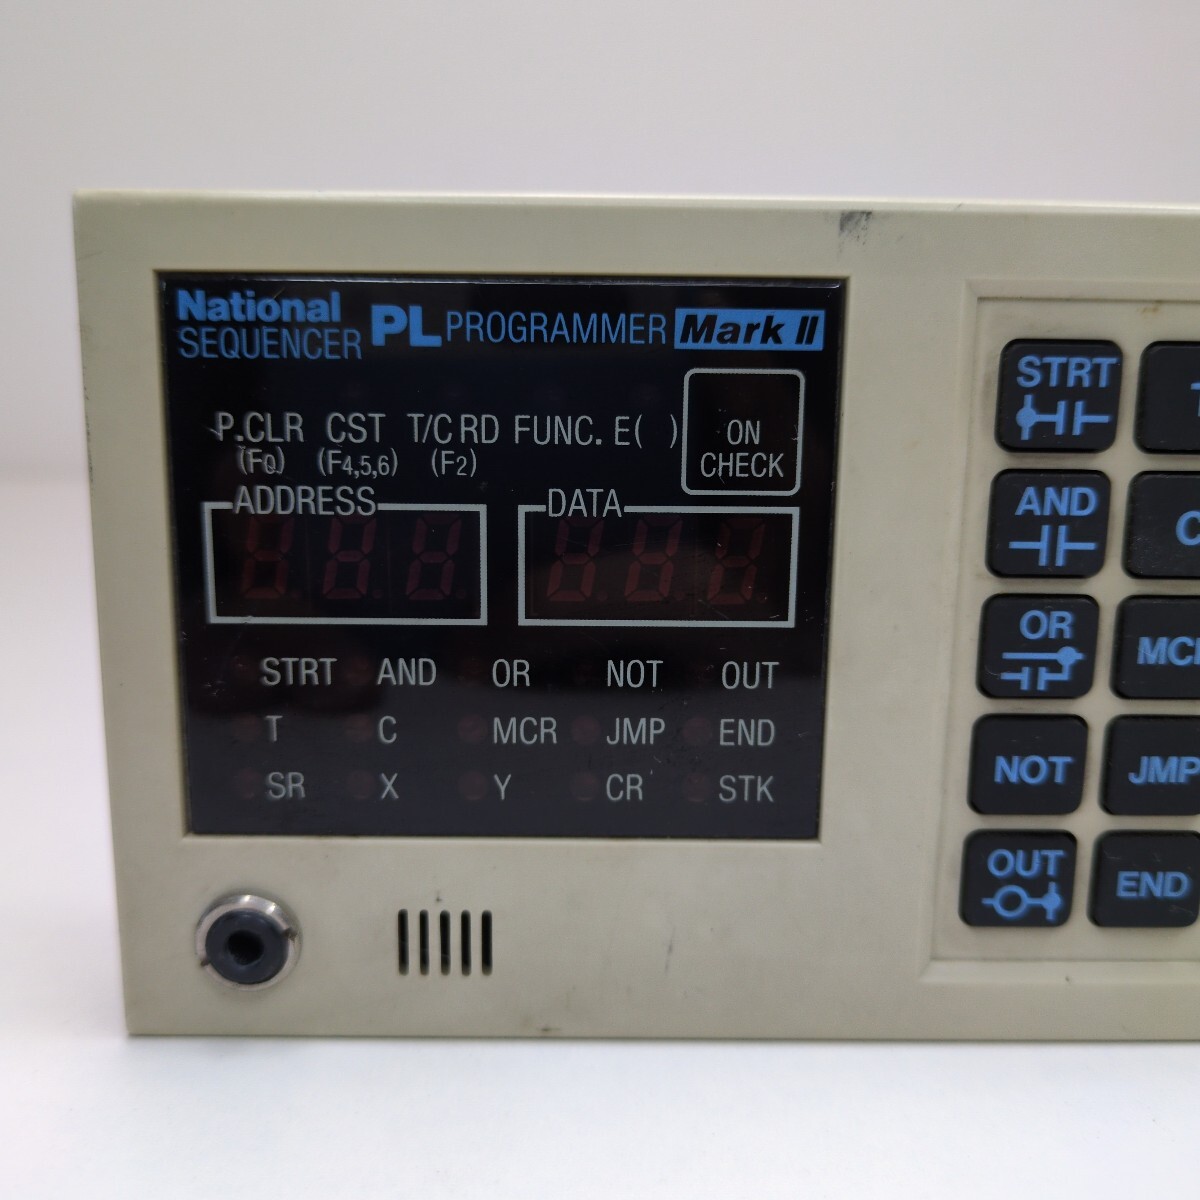 National
SEQUENCER PL PROGRAMMER Mark II
P.CLR CST T/C RD FUNC. E( )
(F0) (F4,5,6) (F2)
ON
CHECK
ADDRESS DATA
STRT AND OR NOT OUT
T C MCR JMP END
SR X Y CR STK
STRT
AND
C
OR
MC
NOT
JMP
OUT
END